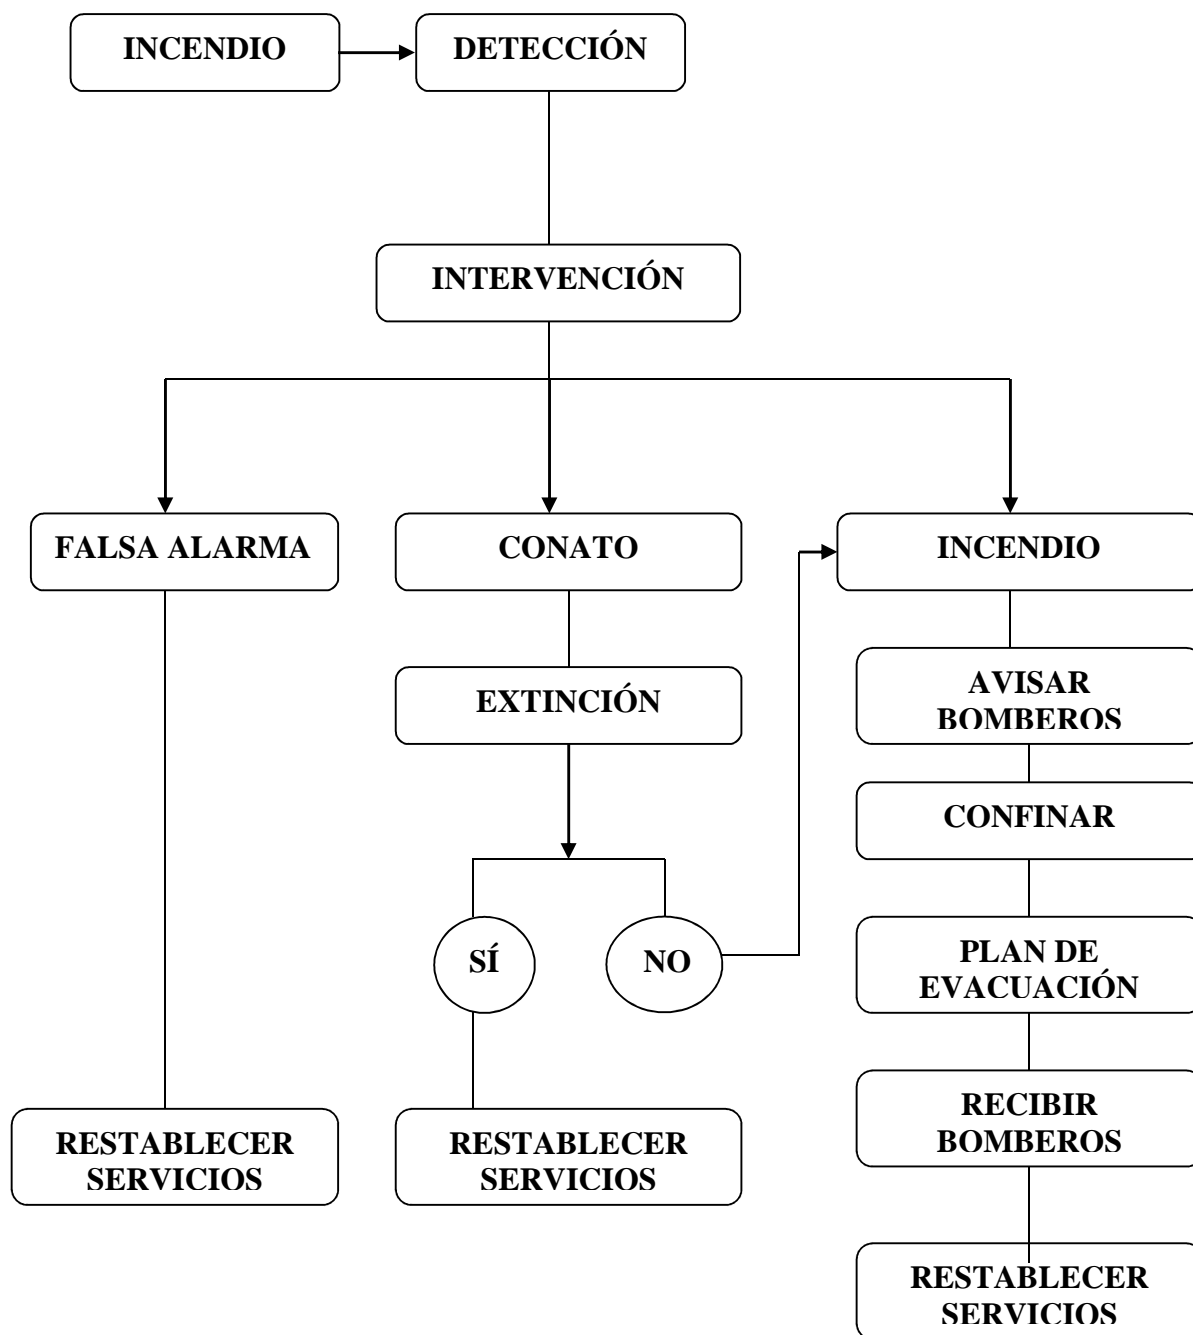 INCENDIO
DETECCIÓN
INTERVENCIÓN
FALSA ALARMA
CONATO
INCENDIO
EXTINCIÓN
AVISAR
BOMBEROS
CONFINAR
SÍ
NO
PLAN DE
EVACUACIÓN
RECIBIR
BOMBEROS
RESTABLECER
SERVICIOS
RESTABLECER
SERVICIOS
RESTABLECER
SERVICIOS